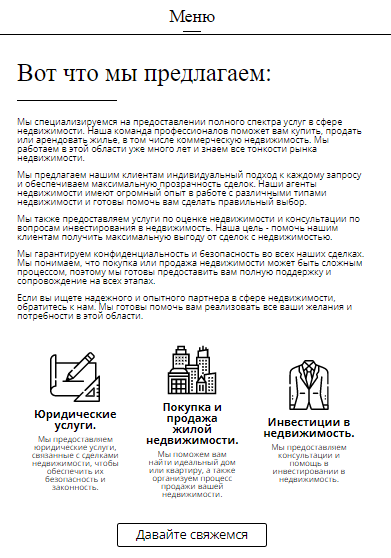 Меню
Вот что мы предлагаем:
Мы специализируемся на предоставлении полного спектра услуг в сфере
недвижимости. Наша команда профессионалов поможет вам купить, продать
или арендовать жилье, в том числе коммерческую недвижимость. Мы
работаем в этой области уже много лет и знаем все тонкости рынка
недвижимости.
Мы предлагаем нашим клиентам индивидуальный подход к каждому запросу
и обеспечиваем максимальную прозрачность сделок. Наши агенты
недвижимости имеют огромный опыт в работе с различными типами
недвижимости и готовы помочь вам сделать правильный выбор.
Мы также предоставляем услуги по оценке недвижимости и консультации по
вопросам инвестирования в недвижимость. Наша цель - помочь нашим
клиентам получить максимальную выгоду от сделок с недвижимостью.
Мы гарантируем конфиденциальность и безопасность во всех наших сделках.
Мы понимаем, что покупка или продажа недвижимости может быть сложным
процессом, поэтому мы готовы предоставить вам полную поддержку и
сопровождение на всех этапах.
Если вы ищете надежного и опытного партнера в сфере недвижимости,
обратитесь к нам. Мы готовы помочь вам реализовать все ваши желания и
потребности в этой области.
Юридические
услуги.
Мы предоставляем
юридические услуги,
связанные с сделками
недвижимости, чтобы
обеспечить их
безопасность и
законность.
Покупка и
продажа
жилой
недвижимости.
Мы поможем вам
найти идеальный дом
или квартиру, а также
организуем процесс
продажи вашей
недвижимости.
Инвестиции в
недвижимость.
Мы предоставляем
консультации и
помощь в
инвестировании в
недвижимость.
Давайте свяжемся